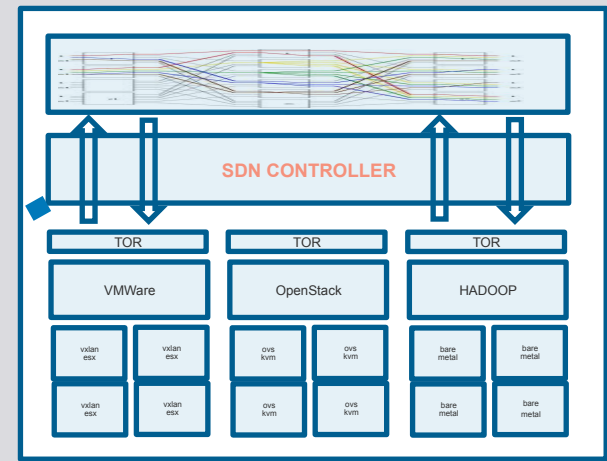 SDN CONTROLLER
TOR
TOR
TOR
VMWare
OpenStack
HADOOP
vxlan
esx
vxlan
esx
ovs
kvm
ovs
kvm
bare
metal
bare
metal
vxlan
esx
vxlan
esx
ovs
kvm
ovs
kvm
bare
metal
bare
metal